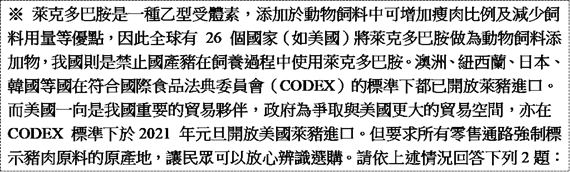 ※ 萊克多巴胺是一種乙型受體素，添加於動物飼料中可增加瘦肉比例及減少飼
料用量等優點，因此全球有 26 個國家（如美國）將萊克多巴胺做為動物飼料添
加物，我國則是禁止國產豬在飼養過程中使用萊克多巴胺。澳洲、紐西蘭、日本、
韓國等國在符合國際食品法典委員會（CODEX）的標準下都已開放萊豬進口。
而美國一向是我國重要的貿易夥伴，政府為爭取與美國更大的貿易空間，亦在
CODEX 標準下於 2021 年元旦開放美國萊豬進口。但要求所有零售通路強制標
示豬肉原料的原產地，讓民眾可以放心辨識選購。請依上述情況回答下列 2 題：